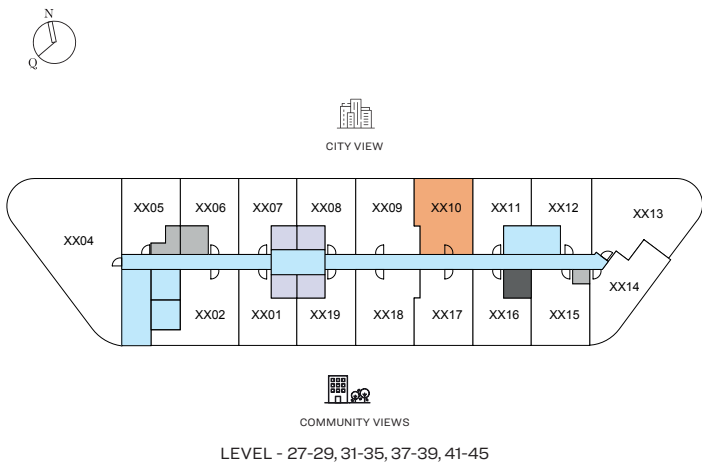 N
Q
CITY VIEW
XX05 XX06 XX07 XX08 XX09 XX10 XX11 XX12
XX13
XX04
XX14
XX02 XX01 XX19 XX18 XX17 XX16 XX15
COMMUNITY VIEWS
LEVEL - 27-29, 31-35, 37-39, 41-45